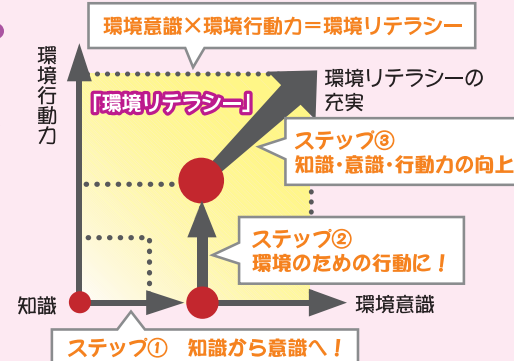 環境意識×環境行動力＝環境リテラシー
環境行動力
「環境リテラシー」
環境リテラシーの
充実
ステップ③
知識・意識・行動力の向上
ステップ②
環境のための行動に！
知識
環境意識
ステップ①　知識から意識へ！